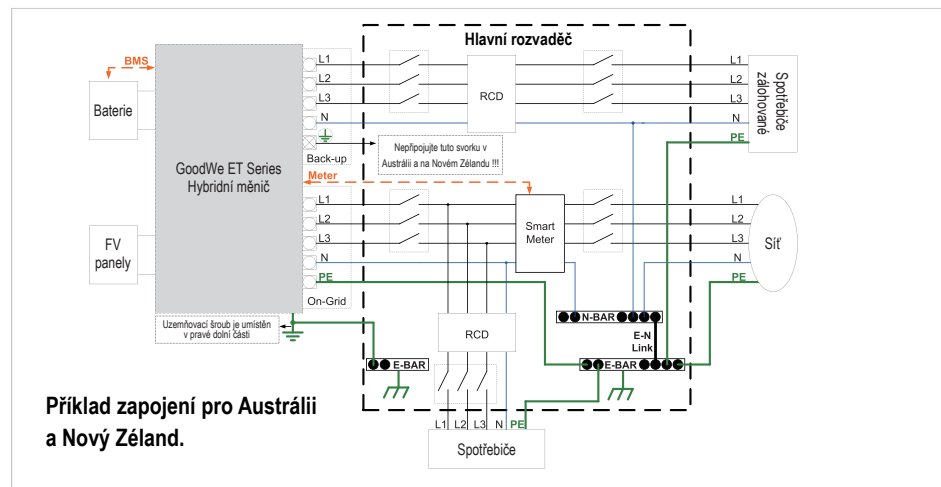 Hlavní rozvaděč
BMS
Baterie
GoodWe ET Series
Hybridní měnič
FV
panely
L1
L2
L3
N
Back-up
RCD
L1
L2
L3
N
PE
Spotřebiče
zálohované
Nepřipojujte tuto svorku v
Austrálii a na Novém Zélandu !!!
Meter
L1
L2
L3
N
PE
On-Grid
Smart
Meter
L1
L2
L3
N
PE
Síť
Uzemňovací šroub je umístěn
v pravé dolní části
RCD
N-BAR
E-N
Link
E-BAR
E-BAR
L1 L2 L3 N PE
Spotřebiče
Příklad zapojení pro Austrálii
a Nový Zéland.